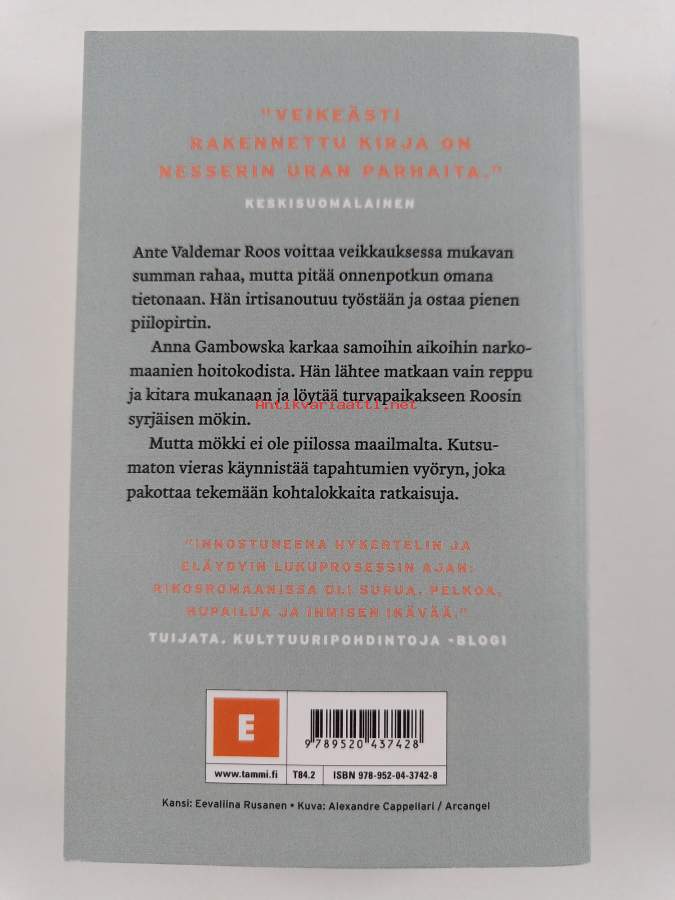 "VEIKEÄSTI
RAKENNETTU KIRJA ON
NESSERIN URAN PARHAITA."
KESKISUOMALAINEN
Ante Valdemar Roos voittaa veikkauksessa mukavan
summan rahaa, mutta pitää onnenpotkun omana
tietonaan. Hän irtisanoutuu työstään ja ostaa pienen
piilopirtin.
Anna Gambowska karkaa samoihin aikoihin narko-
maanien hoitokodista. Hän lähtee matkaan vain reppu
ja kitara mukanaan ja löytää turvapaikakseen Roosin
Antikvariaatti.net
syrjäisen mökin.
Mutta mökki ei ole piilossa maailmalta. Kutsu-
maton vieras käynnistää tapahtumien vyöryn, joka
pakottaa tekemään kohtalokkaita ratkaisuja.
"INNOSTUNEENA HYKERTELIN JA
ELÄYDYIN LUKUPROSESSIN AJAN:
RIKOSROMAANISSA OLI SURUA, PELKOA,
HUPAILUA JA IHMISEN IKÄVÄÄ."
TUIJATA. KULTTUURIPOHDINTOJA -BLOGI
E
9 789520 437428
www.tammi.fi
T84.2
ISBN 978-952-04-3742-8
Kansi: Eevaliina Rusanen • Kuva: Alexandre Cappellari / Arcangel